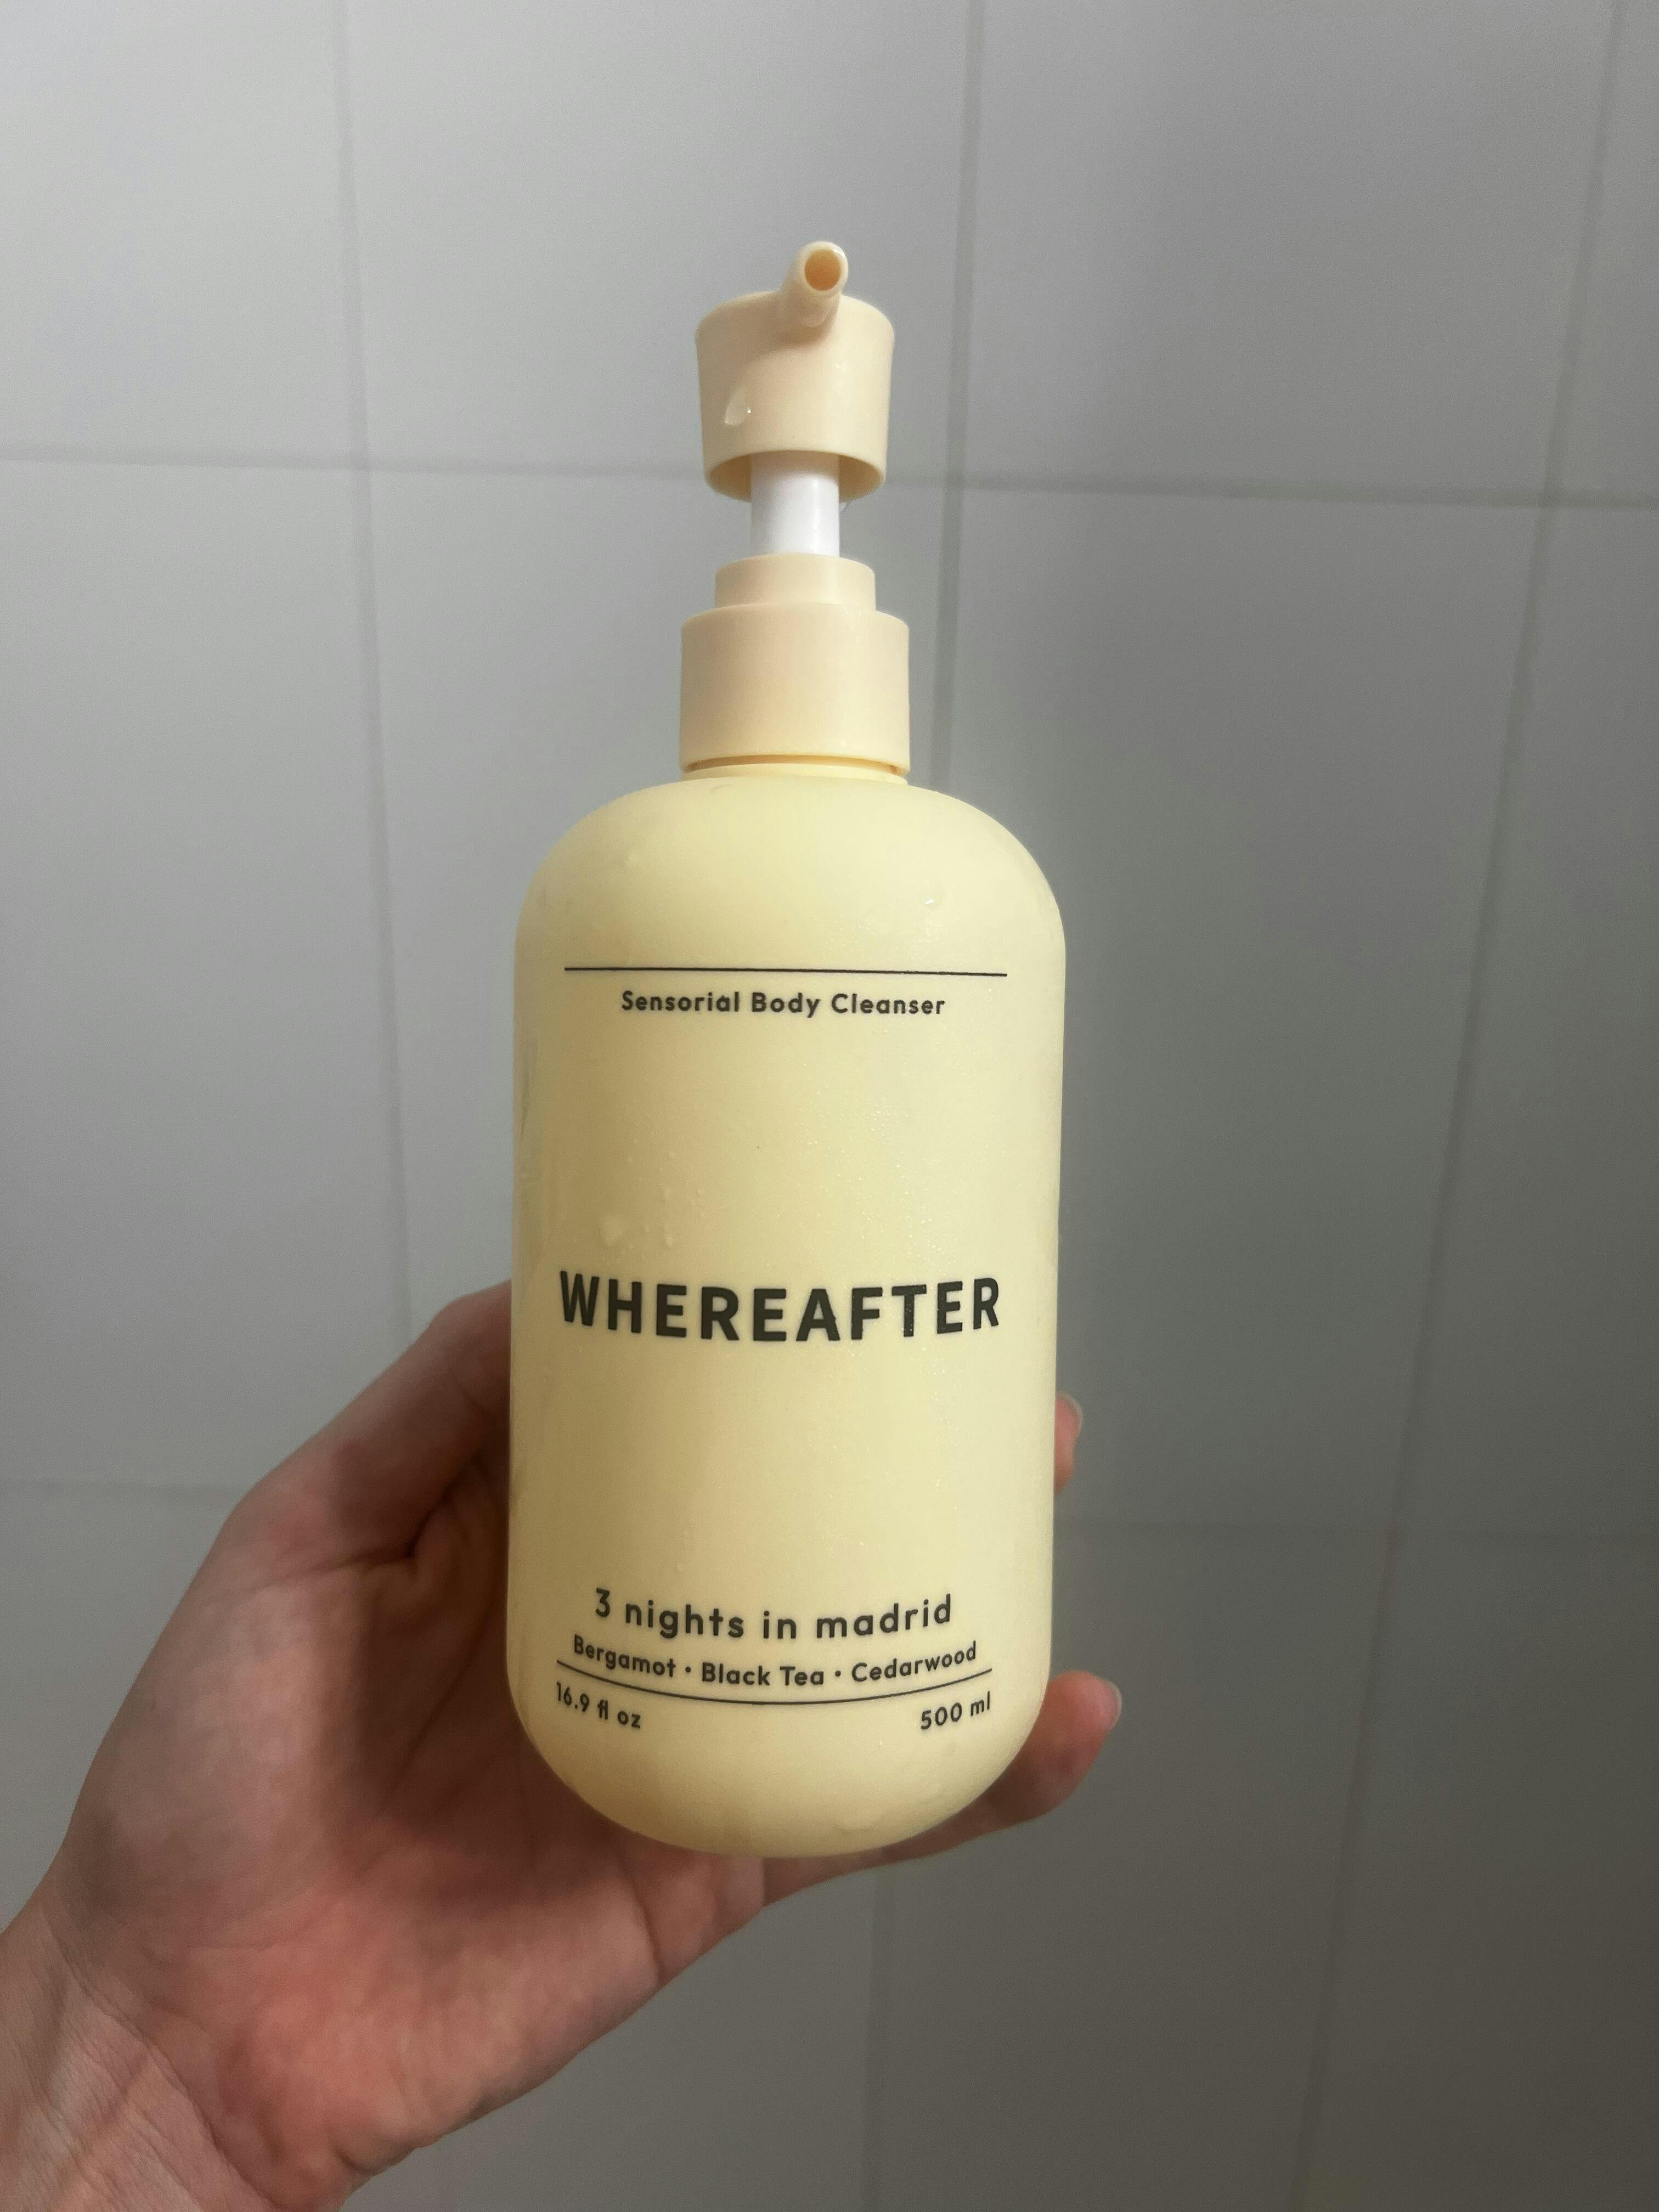 Sensorial Body Cleanser
WHEREAFTER
3 nights in madrid
Bergamot • Black Tea • Cedarwood
16.9 fl oz 500 ml